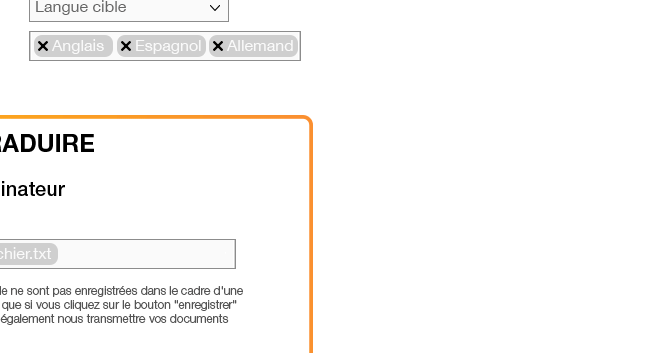 Langue cible
Anglais Espagnol Allemand
RADUIRE
inateur
chier.txt
le ne sont pas enregistrées dans le cadre d'une
que si vous cliquez sur le bouton "enregistrer"
également nous transmettre vos documents